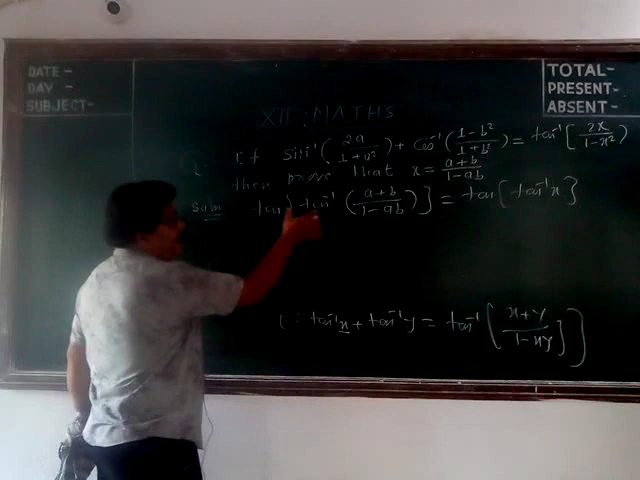 DATE -
DAY -
SUBJECT-
TOTAL-
PRESENT-
ABSENT-
XII : MATHS
Q. If sin⁻¹(2a/1+a²) + cos⁻¹(1-b²/1+b²) = tan⁻¹[2x/1-x²]
then prove that x = a+b/1-ab
Soln tan{tan⁻¹(a+b/1-ab)} = tan{tan⁻¹x}
(∵ tan⁻¹x + tan⁻¹y = tan⁻¹[x+y/1-xy])